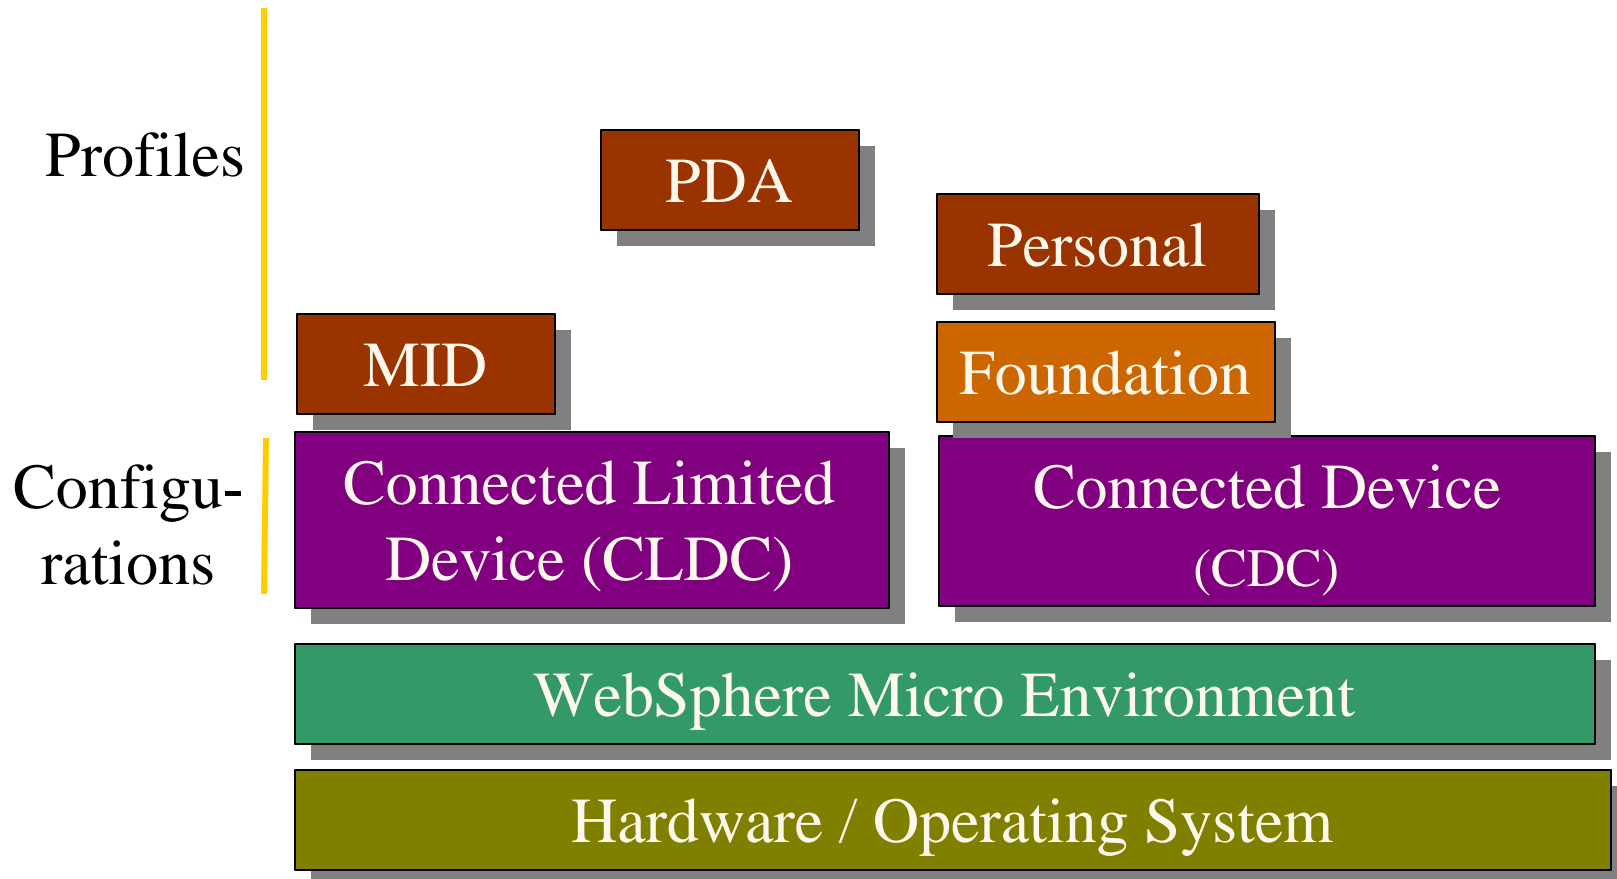 Profiles
PDA
Personal
MID
Foundation
Configu-
rations
Connected Limited
Device (CLDC)
Connected Device
(CDC)
WebSphere Micro Environment
Hardware / Operating System